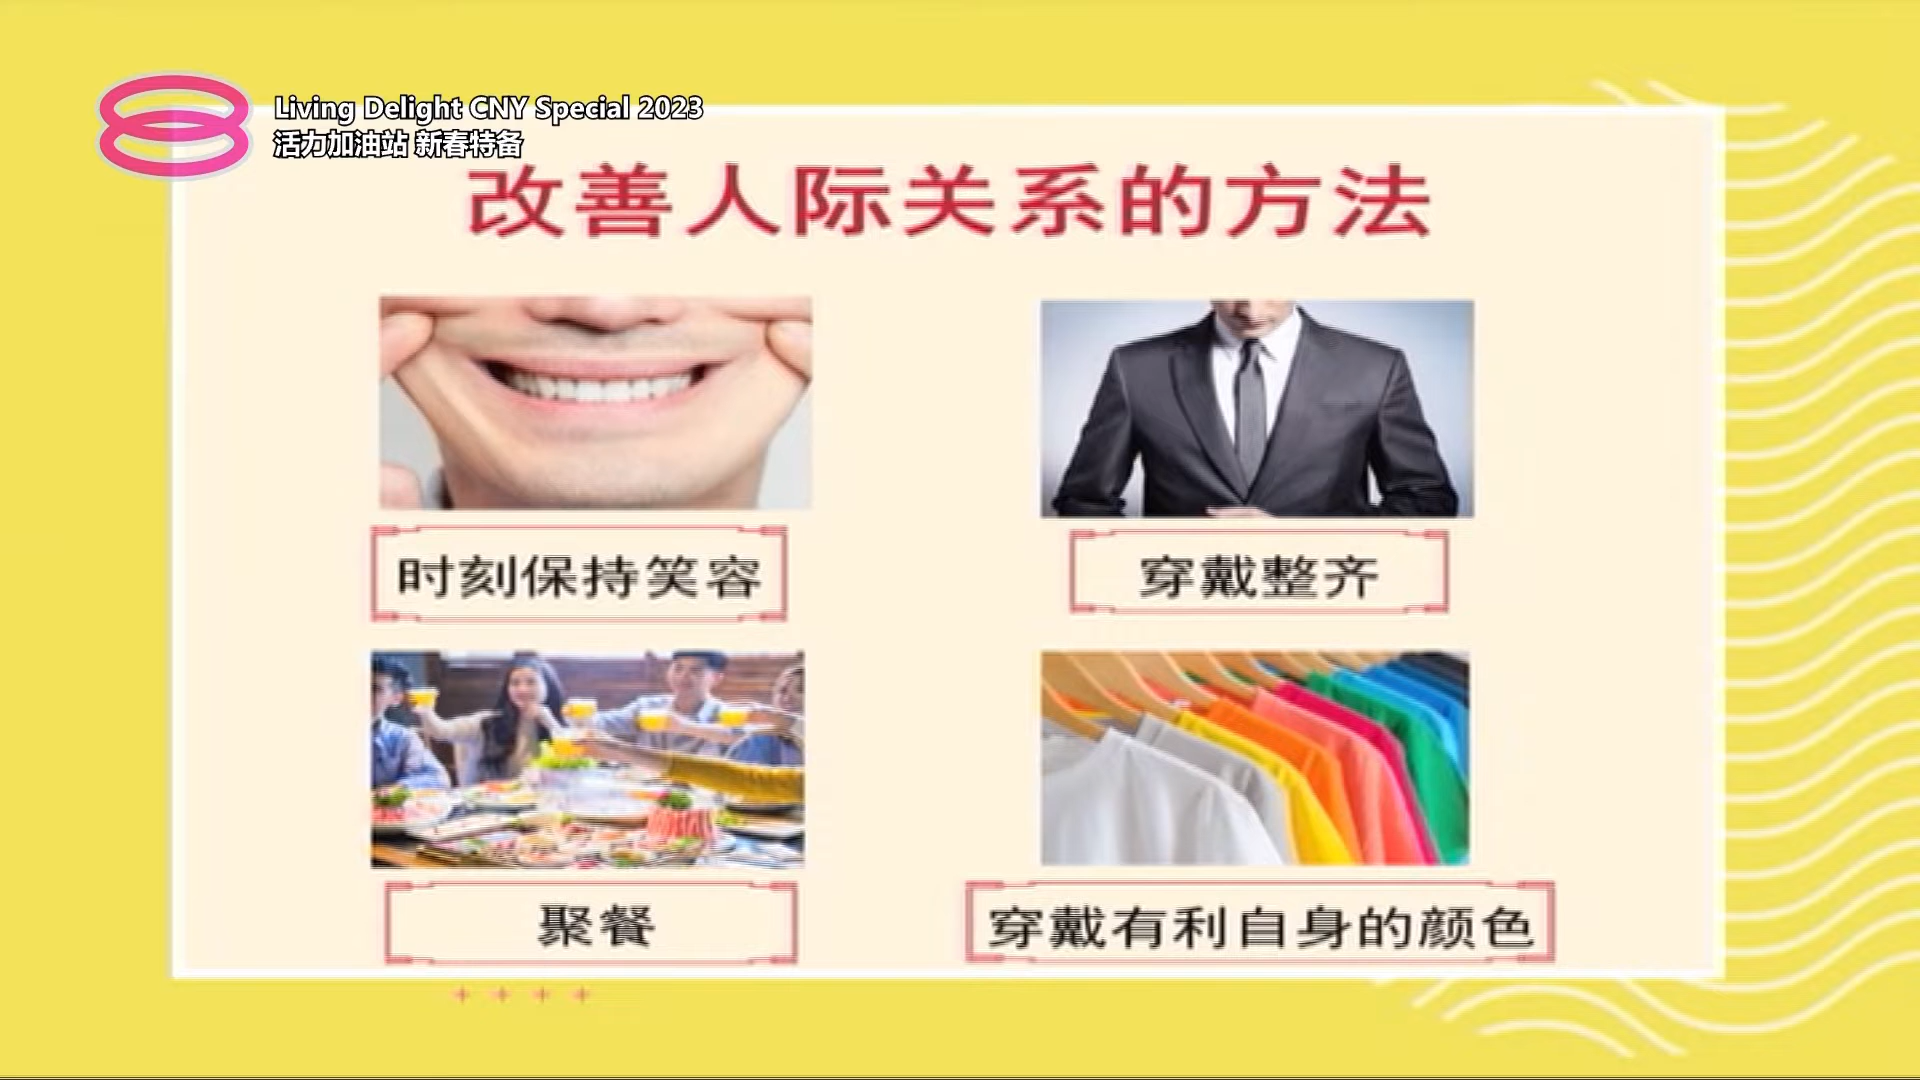 Living Delight CNY Special 2023
活力加油站 新春特备
改善人际关系的方法
时刻保持笑容
穿戴整齐
聚餐
穿戴有利自身的颜色